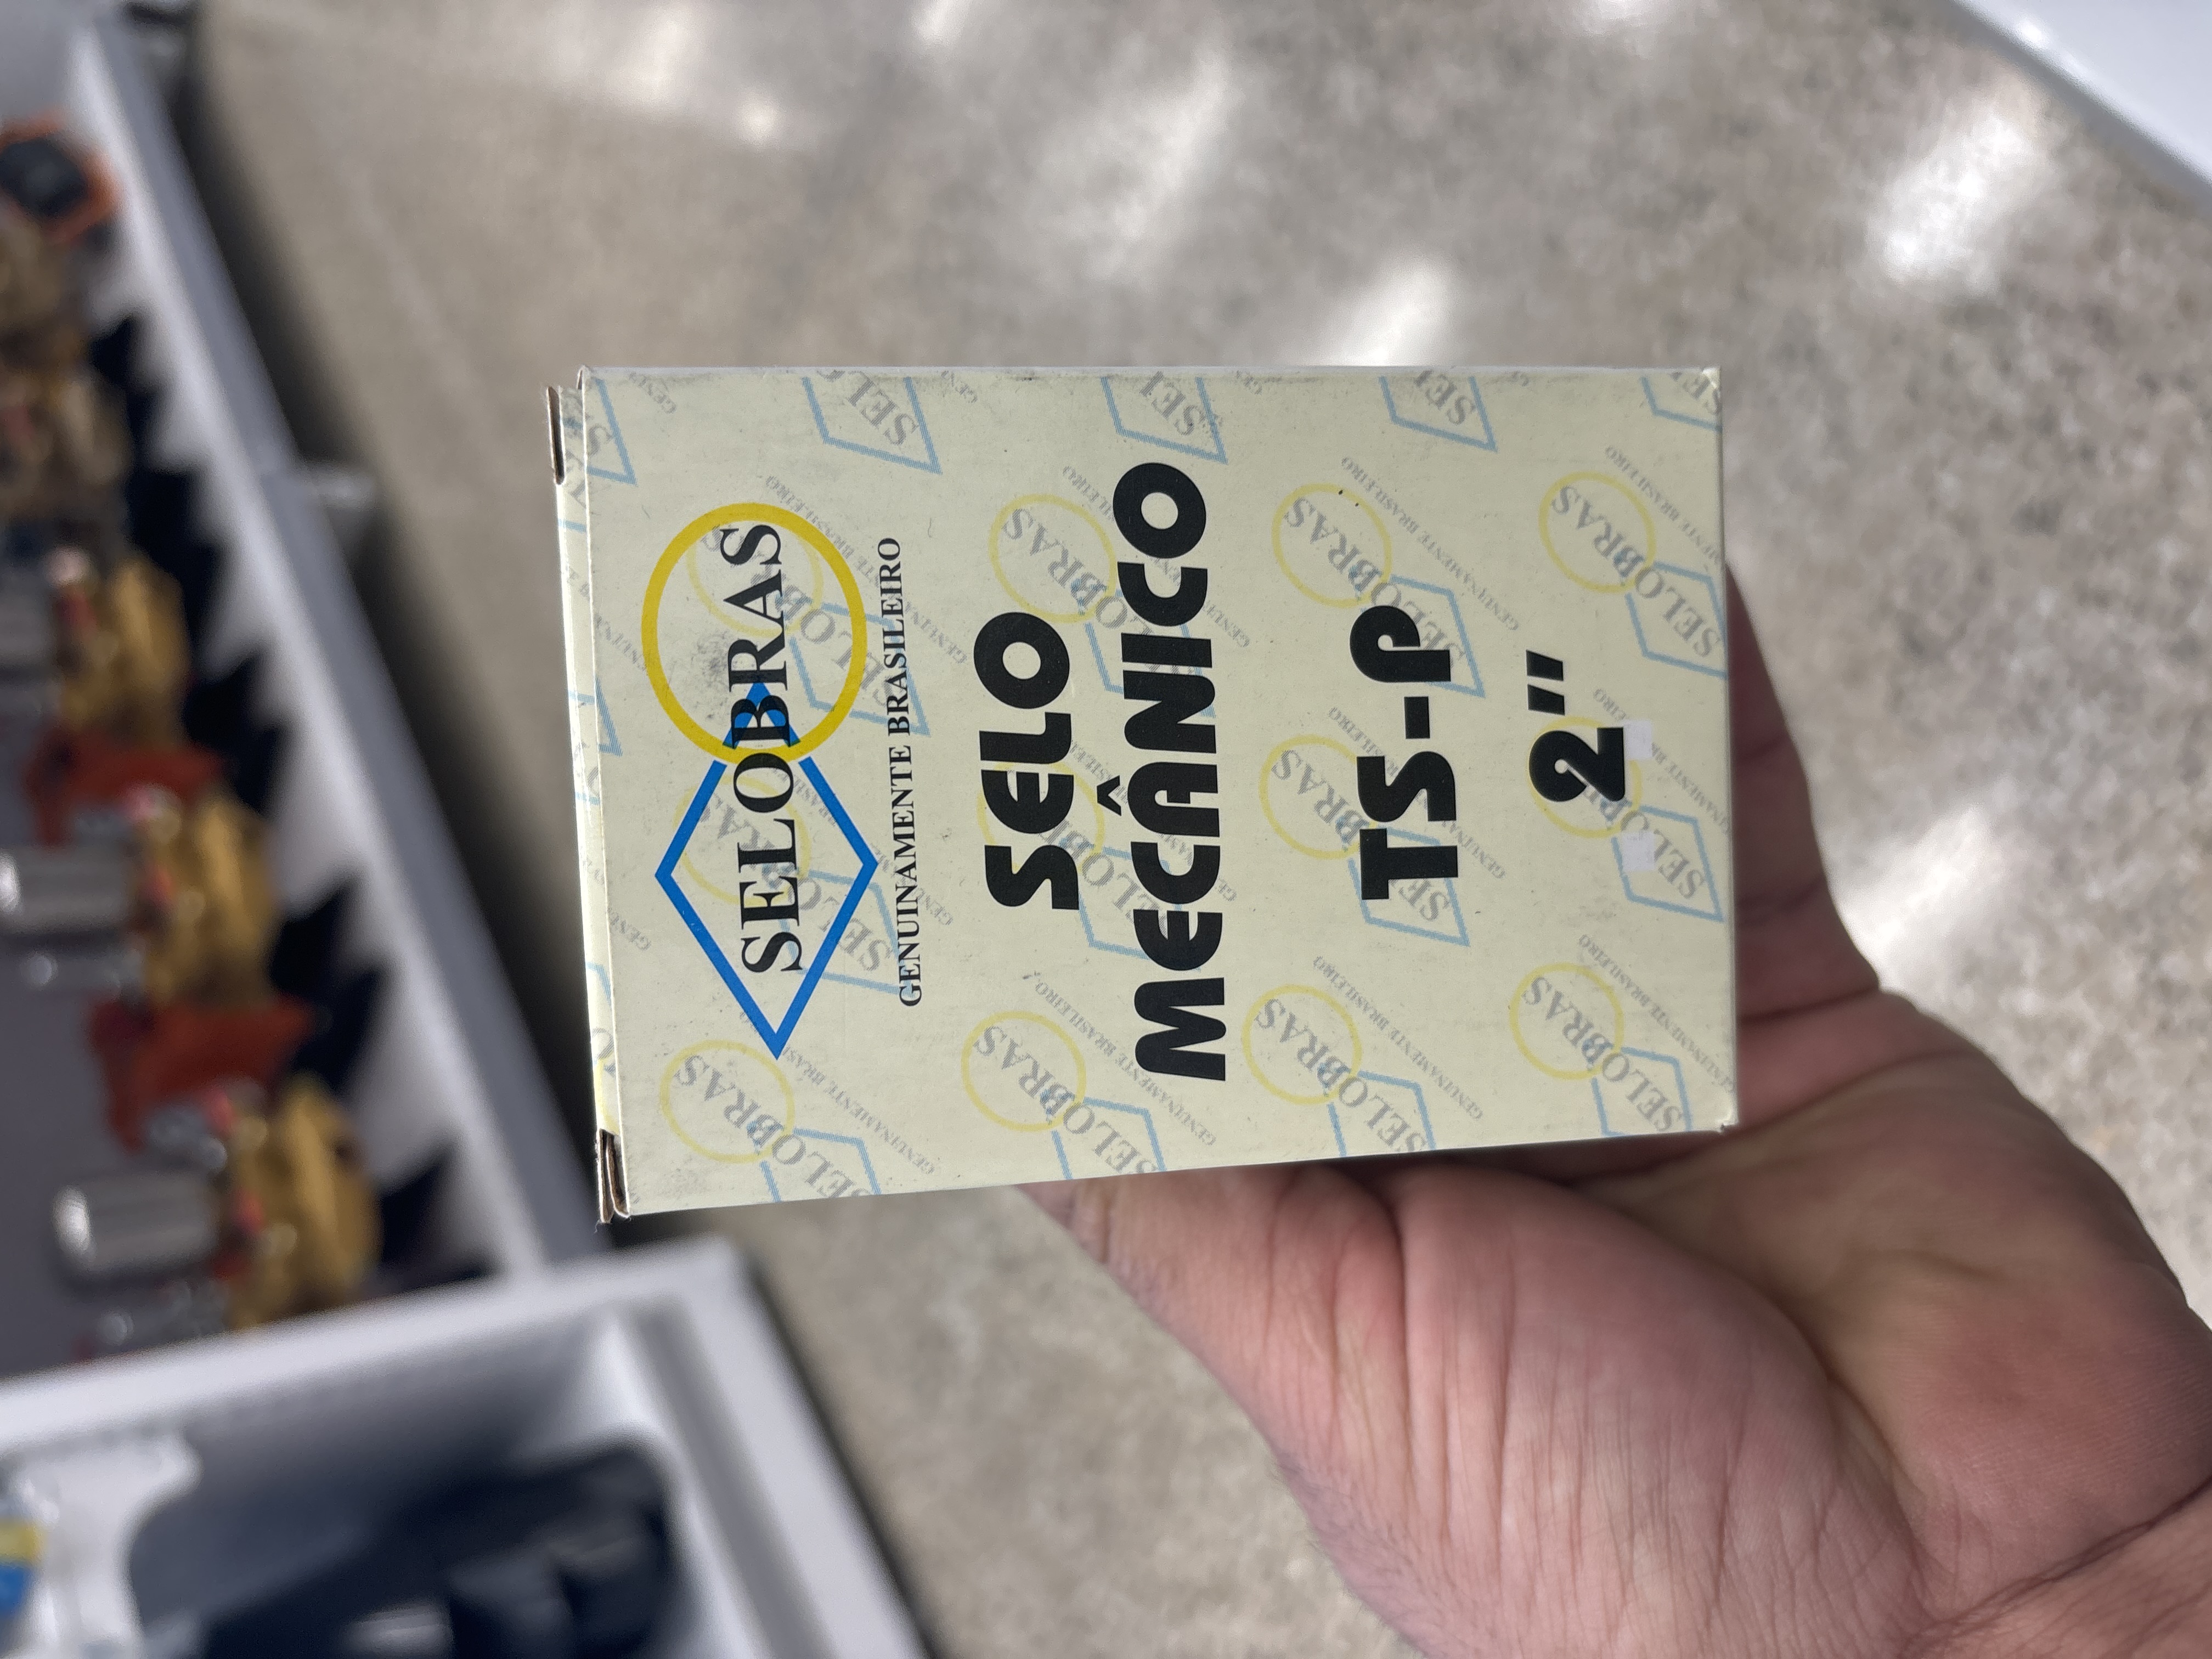 SELOBRAS
GENUINAMENTE BRASILEIRO
SELO
MECÂNICO
TS-P
2"